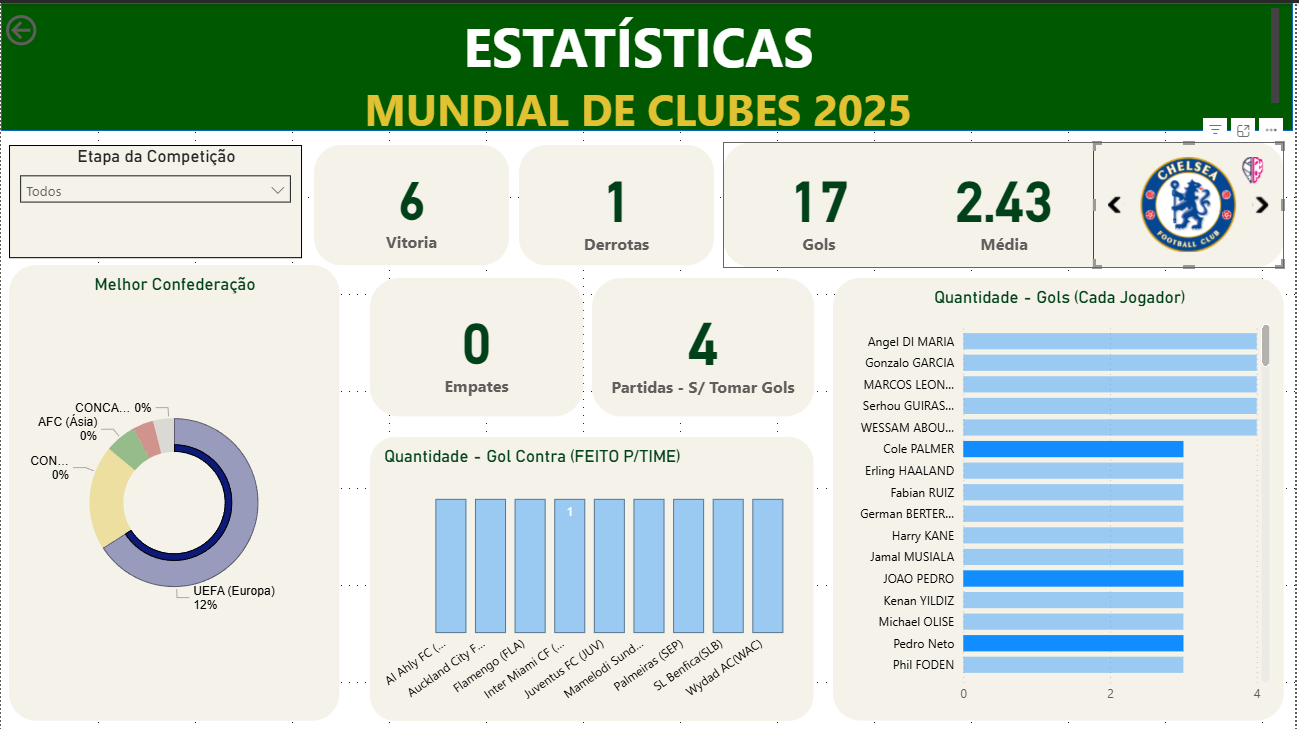 ESTATÍSTICAS
MUNDIAL DE CLUBES 2025
Etapa da Competição
Todos
6
Vitoria
1
Derrotas
17
Gols
2.43
Média
CHELSEA
FOOTBALL CLUB
Melhor Confederação
CONCA... 0%
AFC (Ásia)
0%
CON...
0%
UEFA (Europa)
12%
0
Empates
4
Partidas - S/ Tomar Gols
Quantidade - Gol Contra (FEITO P/TIME)
1
Al Ahly FC (...
Auckland City F...
Flamengo (FLA)
Inter Miami CF (...
Juventus FC (JUV)
Mamelodi Sund...
Palmeiras (SEP)
SL Benfica(SLB)
Wydad AC(WAC)
Quantidade - Gols (Cada Jogador)
Angel DI MARIA
Gonzalo GARCIA
MARCOS LEON...
Serhou GUIRAS...
WESSAM ABOU...
Cole PALMER
Erling HAALAND
Fabian RUIZ
German BERTER...
Harry KANE
Jamal MUSIALA
JOAO PEDRO
Kenan YILDIZ
Michael OLISE
Pedro Neto
Phil FODEN
0 2 4